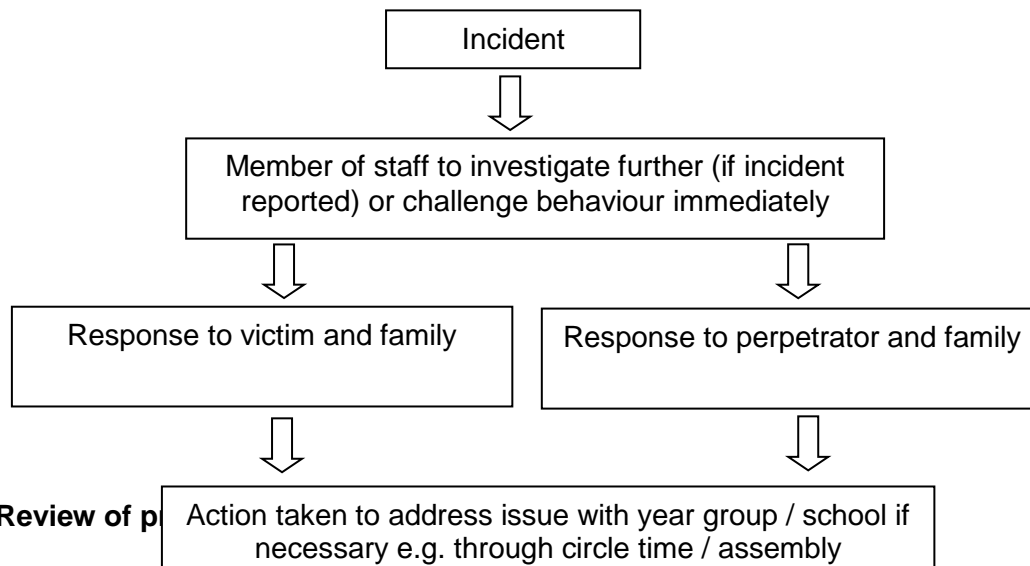 Incident
Member of staff to investigate further (if incident
reported) or challenge behaviour immediately
Response to victim and family
Response to perpetrator and family
Review of
Action taken to address issue with year group / school if
necessary e.g. through circle time / assembly